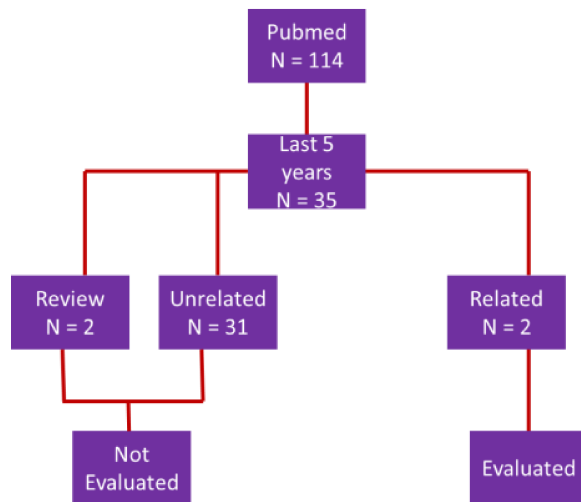 Pubmed
N = 114
Last 5
years
N = 35
Review
N = 2
Unrelated
N = 31
Related
N = 2
Not
Evaluated
Evaluated